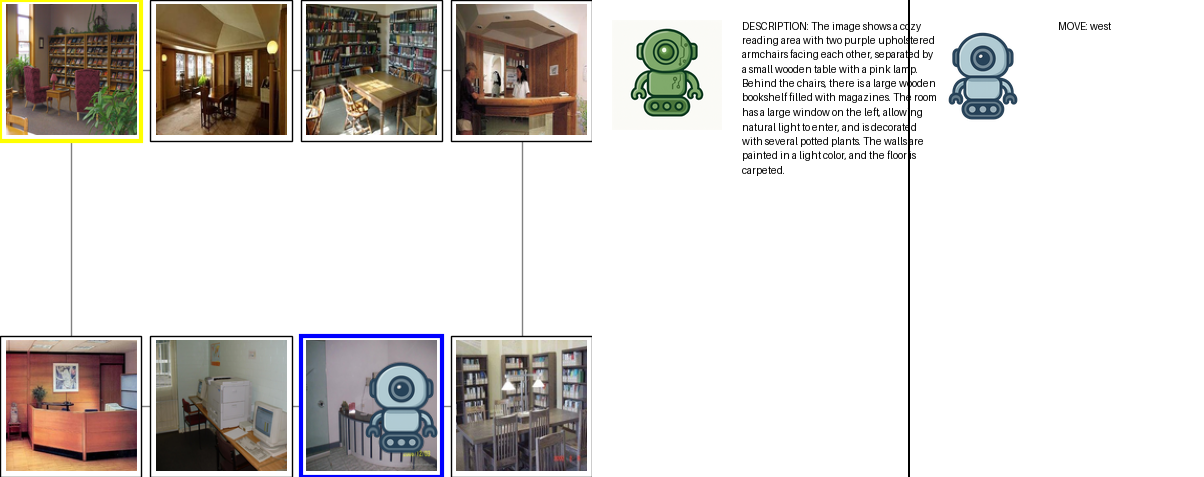 DESCRIPTION: The image shows a cozy
reading area with two purple upholstered
armchairs facing each other, separated by
a small wooden table with a pink lamp.
Behind the chairs, there is a large wooden
bookshelf filled with magazines. The room
has a large window on the left, allowing
natural light to enter, and is decorated
with several potted plants. The walls are
painted in a light color, and the floor is
carpeted.
MOVE: west